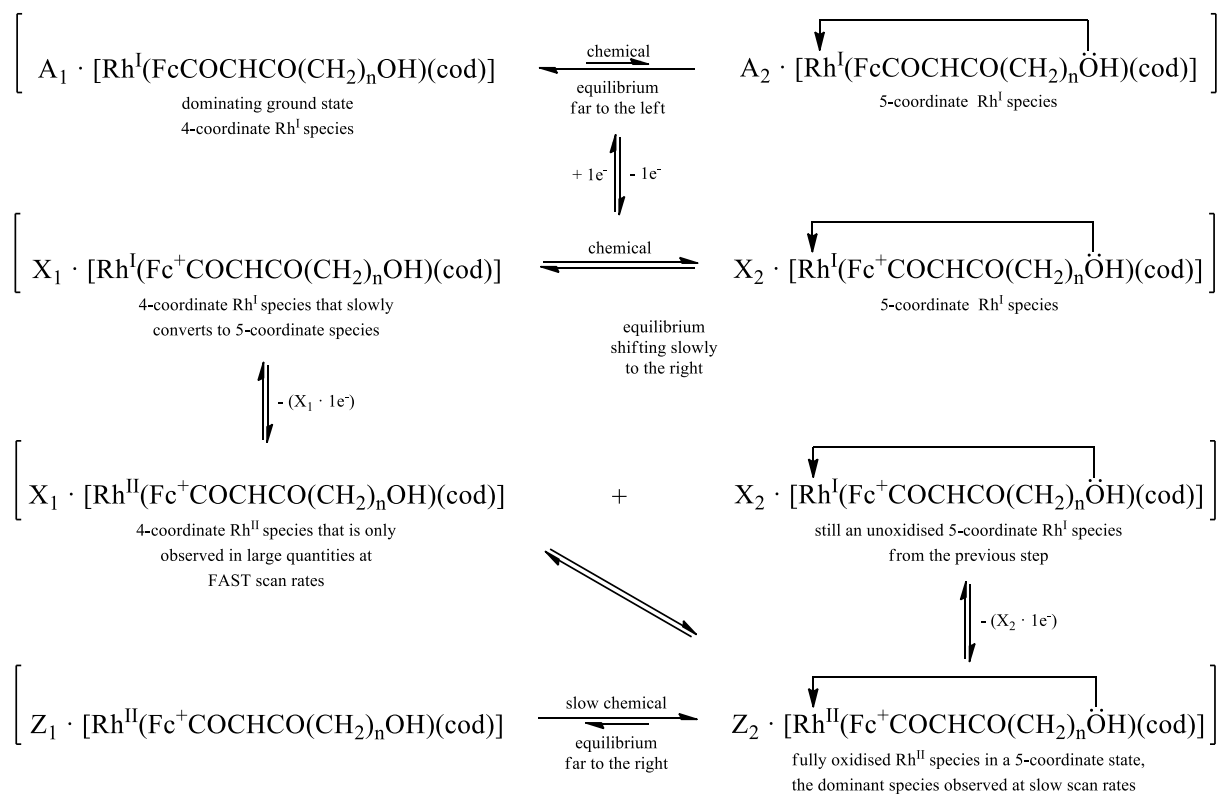 A₁ · [Rhᴵ(FcCOCHCO(CH₂)ₙOH)(cod)]
dominating ground state
4-coordinate Rhᴵ species
chemical
equilibrium
far to the left
A₂ · [Rhᴵ(FcCOCHCO(CH₂)ₙÖH)(cod)]
5-coordinate Rhᴵ species
+ 1e⁻
- 1e⁻
X₁ · [Rhᴵ(Fc⁺COCHCO(CH₂)ₙOH)(cod)]
4-coordinate Rhᴵ species that slowly
converts to 5-coordinate species
chemical
equilibrium
shifting slowly
to the right
X₂ · [Rhᴵ(Fc⁺COCHCO(CH₂)ₙÖH)(cod)]
5-coordinate Rhᴵ species
- (X₁ · 1e⁻)
X₁ · [Rhᴵᴵ(Fc⁺COCHCO(CH₂)ₙOH)(cod)]
4-coordinate Rhᴵᴵ species that is only
observed in large quantities at
FAST scan rates
+
X₂ · [Rhᴵ(Fc⁺COCHCO(CH₂)ₙÖH)(cod)]
still an unoxidised 5-coordinate Rhᴵ species
from the previous step
- (X₂ · 1e⁻)
Z₁ · [Rhᴵᴵ(Fc⁺COCHCO(CH₂)ₙOH)(cod)]
slow chemical
equilibrium
far to the right
Z₂ · [Rhᴵᴵ(Fc⁺COCHCO(CH₂)ₙÖH)(cod)]
fully oxidised Rhᴵᴵ species in a 5-coordinate state,
the dominant species observed at slow scan rates